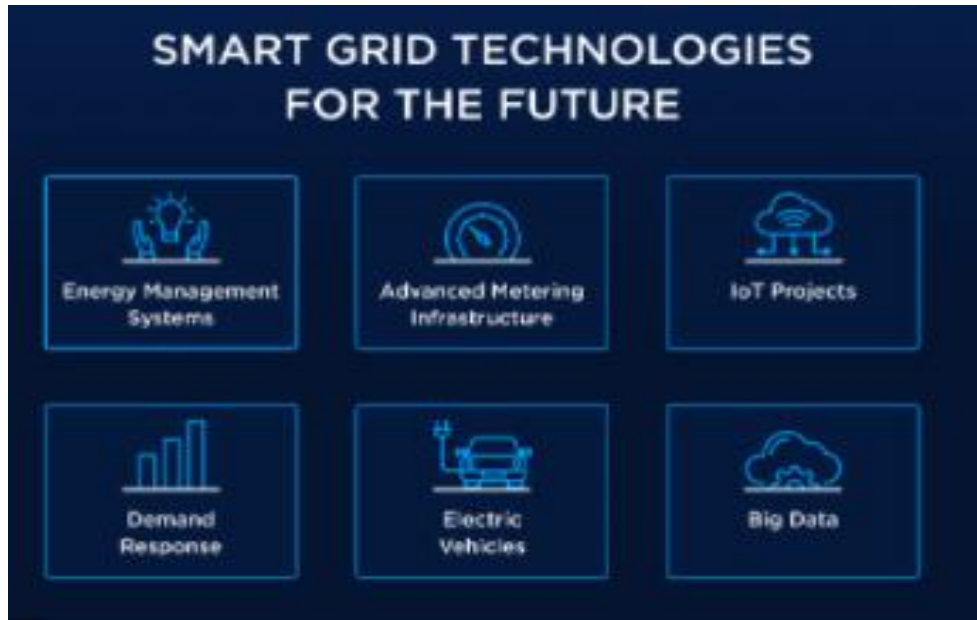 SMART GRID TECHNOLOGIES
FOR THE FUTURE
Energy Management
Systems
Advanced Metering
Infrastructure
IoT Projects
Demand
Response
Electric
Vehicles
Big Data